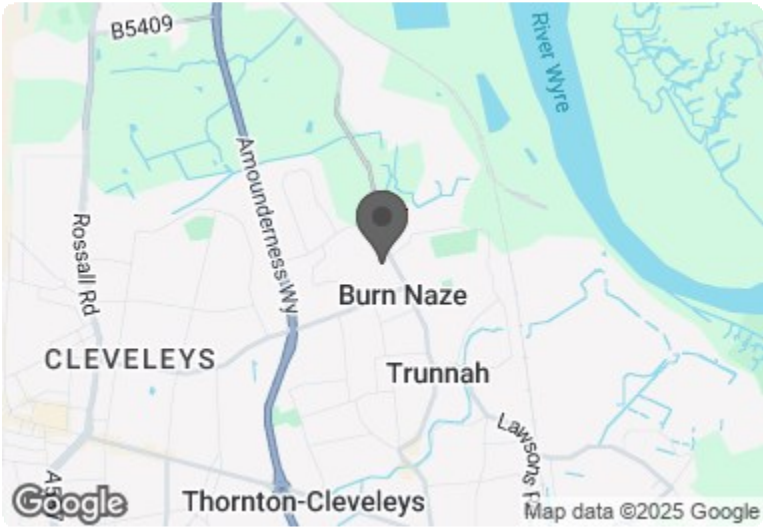 B5409
River Wyre
Amounderness Wy
Rossall Rd
Burn Naze
CLEVELEYS
Trunnah
Lawsons
Thornton-Cleveleys
Google
Map data ©2025 Google